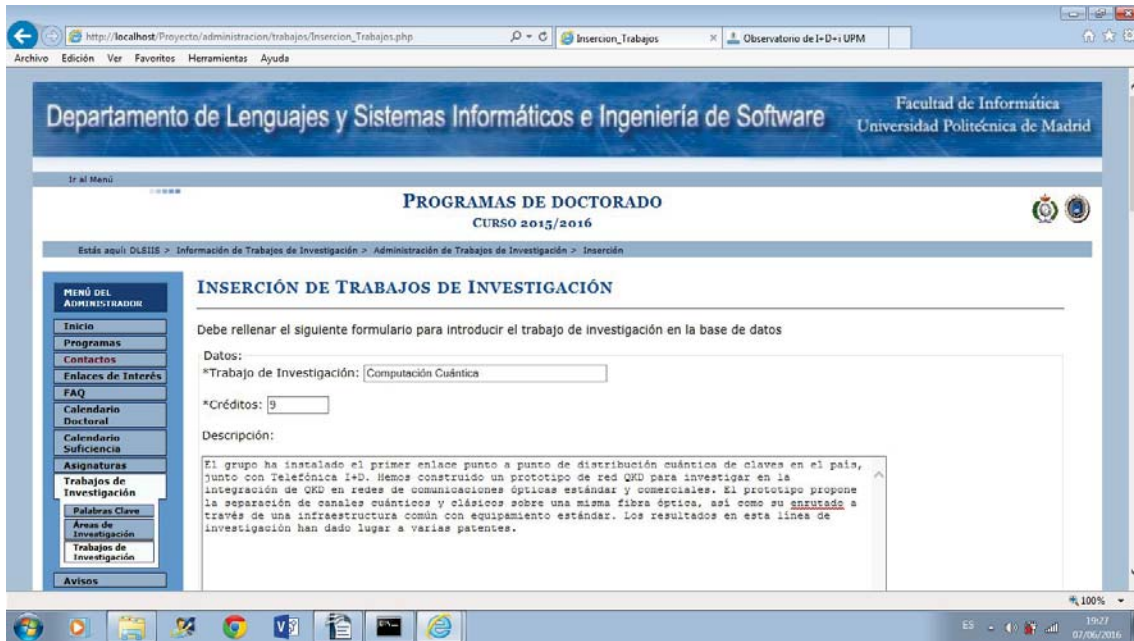 http://localhost/Proyecto/administracion/trabajos/Insercion_Trabajos.php
Insercion_Trabajos
Observatorio de I+D+i UPM
Archivo Edición Ver Favoritos Herramientas Ayuda
Departamento de Lenguajes y Sistemas Informáticos e Ingeniería de Software
Facultad de Informática
Universidad Politécnica de Madrid
Ir al Menú
PROGRAMAS DE DOCTORADO
CURSO 2015/2016
Estás aquí: DLSIIS > Información de Trabajos de Investigación > Administración de Trabajos de Investigación > Inserción
MENÚ DEL
ADMINISTRADOR
Inicio
Programas
Contactos
Enlaces de Interés
FAQ
Calendario
Doctoral
Calendario
Suficiencia
Asignaturas
Trabajos de
Investigación
Palabras Clave
Áreas de
Investigación
Trabajos de
Investigación
Avisos
INSERCIÓN DE TRABAJOS DE INVESTIGACIÓN
Debe rellenar el siguiente formulario para introducir el trabajo de investigación en la base de datos
Datos:
*Trabajo de Investigación: Computación Cuántica
*Créditos: 9
Descripción:
El grupo ha instalado el primer enlace punto a punto de distribución cuántica de claves en el país,
junto con Telefónica I+D. Hemos construido un prototipo de red QKD para investigar en la
integración de QKD en redes de comunicaciones ópticas estándar y comerciales. El prototipo propone
la separación de canales cuánticos y clásicos sobre una misma fibra óptica, así como su enrutado a
través de una infraestructura común con equipamiento estándar. Los resultados en esta línea de
investigación han dado lugar a varias patentes.
100%
ES
19:27
07/06/2016